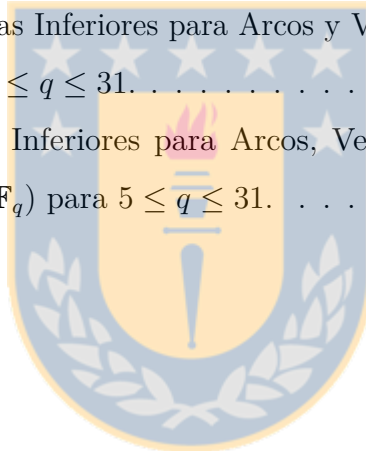 as Inferiores para Arcos y V
≤ q ≤ 31. . . . . . . . . . .
Inferiores para Arcos, Ve
F_q) para 5 ≤ q ≤ 31. . . .